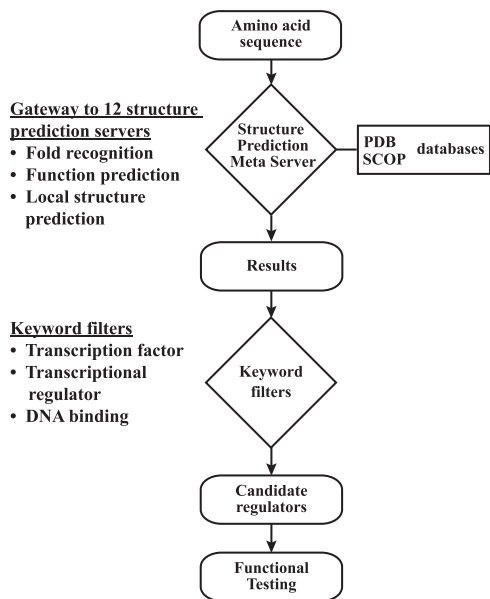 Amino acid
sequence
Gateway to 12 structure
prediction servers
• Fold recognition
• Function prediction
• Local structure
prediction
Structure
Prediction
Meta Server
PDB
SCOP databases
Results
Keyword filters
• Transcription factor
• Transcriptional
regulator
• DNA binding
Keyword
filters
Candidate
regulators
Functional
Testing